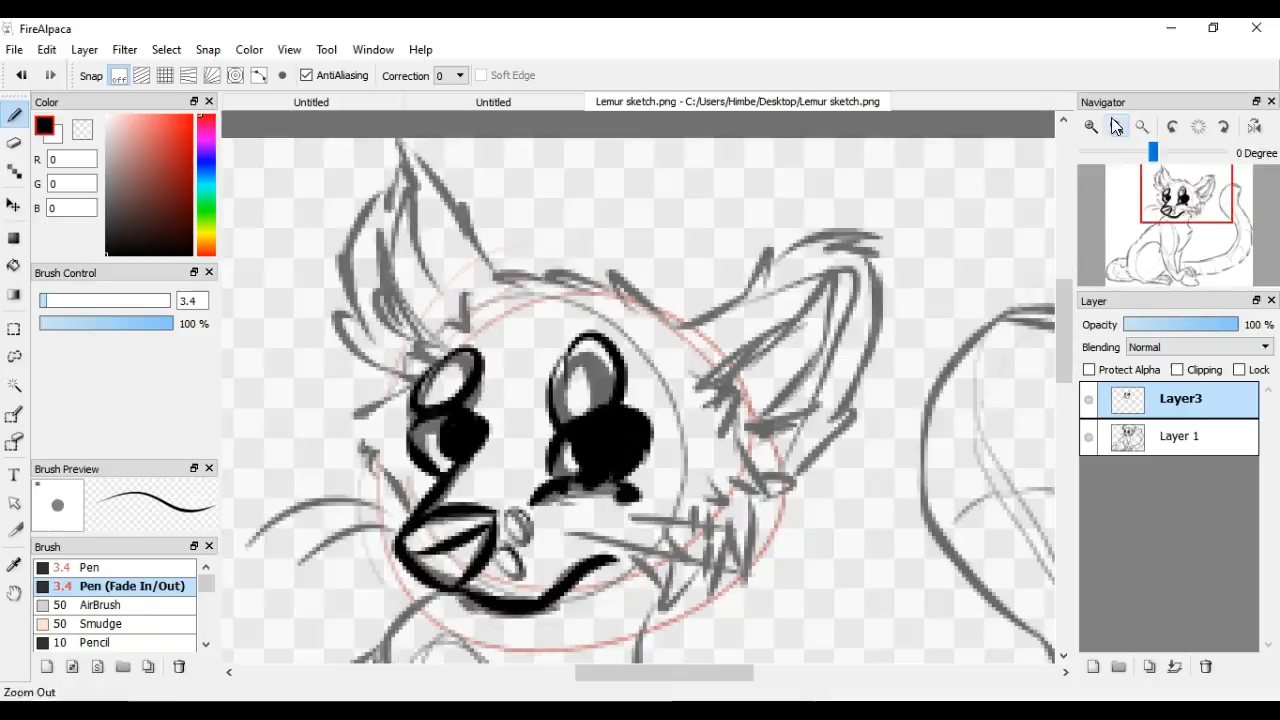 FireAlpaca
File Edit Layer Filter Select Snap Color View Tool Window Help
Snap off AntiAliasing Correction 0 Soft Edge
Color
Untitled Untitled Lemur sketch.png - C:/Users/Himbe/Desktop/Lemur sketch.png
Navigator
R 0
G 0
B 0
0 Degree
Brush Control
3.4
100 %
Layer
Opacity 100 %
Blending Normal
Protect Alpha Clipping Lock
Layer3
Layer 1
Brush Preview
*
Brush
3.4 Pen
3.4 Pen (Fade In/Out)
50 AirBrush
50 Smudge
10 Pencil
Zoom Out